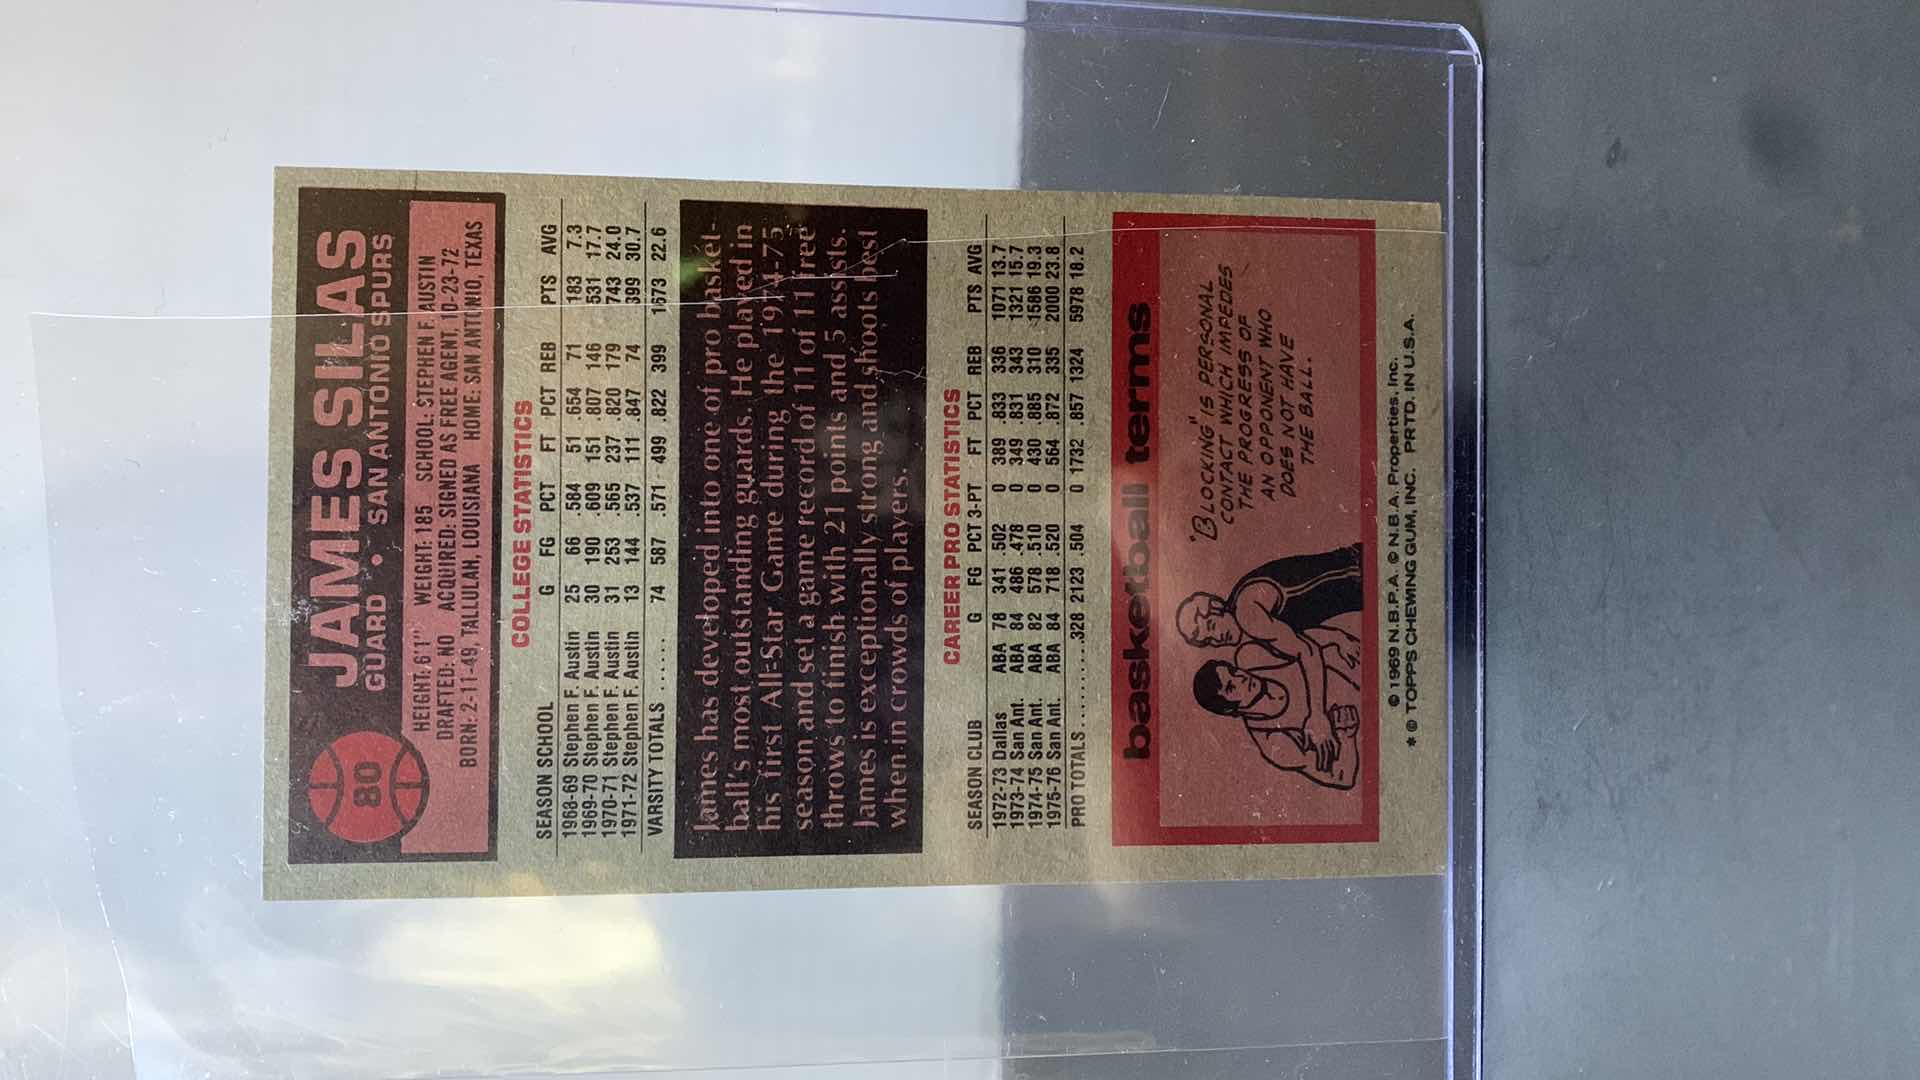 80
JAMES SILAS
GUARD • SAN ANTONIO SPURS
HEIGHT: 6'1" WEIGHT: 185 SCHOOL: STEPHEN F. AUSTIN
DRAFTED: NO ACQUIRED: SIGNED AS FREE AGENT, 10-23-72
BORN: 2-11-49, TALLULAH, LOUISIANA HOME: SAN ANTONIO, TEXAS
COLLEGE STATISTICS
SEASON SCHOOL G FG PCT FT PCT REB PTS AVG
1968-69 Stephen F. Austin 25 66 .584 51 .654 71 183 7.3
1969-70 Stephen F. Austin 30 190 .609 151 .807 146 531 17.7
1970-71 Stephen F. Austin 31 253 .565 237 .820 179 743 24.0
1971-72 Stephen F. Austin 13 144 .537 111 .847 74 399 30.7
VARSITY TOTALS ...... 74 587 .571 499 .822 399 1673 22.6
James has developed into one of pro basket-
ball's most outstanding guards. He played in
his first All-Star Game during the 1974-75
season and set a game record of 11 of 11 free
throws to finish with 21 points and 5 assists.
James is exceptionally strong and shoots best
when in crowds of players.
CAREER PRO STATISTICS
SEASON CLUB G FG PCT 3-PT FT PCT REB PTS AVG
1972-73 Dallas ABA 78 341 .502 0 389 .833 336 1071 13.7
1973-74 San Ant. ABA 84 486 .478 0 349 .831 343 1321 15.7
1974-75 San Ant. ABA 82 578 .510 0 430 .885 310 1586 19.3
1975-76 San Ant. ABA 84 718 .520 0 564 .872 335 2000 23.8
PRO TOTALS .......... 328 2123 .504 0 1732 .857 1324 5978 18.2
basketball terms
"BLOCKING" IS PERSONAL
CONTACT WHICH IMPEDES
THE PROGRESS OF
AN OPPONENT WHO
DOES NOT HAVE
THE BALL.
© 1969 N.B.P.A. © N.B.A. Properties, Inc.
* © TOPPS CHEWING GUM, INC. PRTD. IN U.S.A.